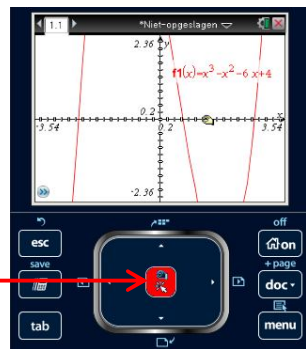 1.1
*Niet-opgeslagen
2.36 y
f1(x)=x³-x²-6 x+4
0.2
x
-3.54
0.2
3.54
-2.36
off
esc
on
save
+page
doc
tab
menu